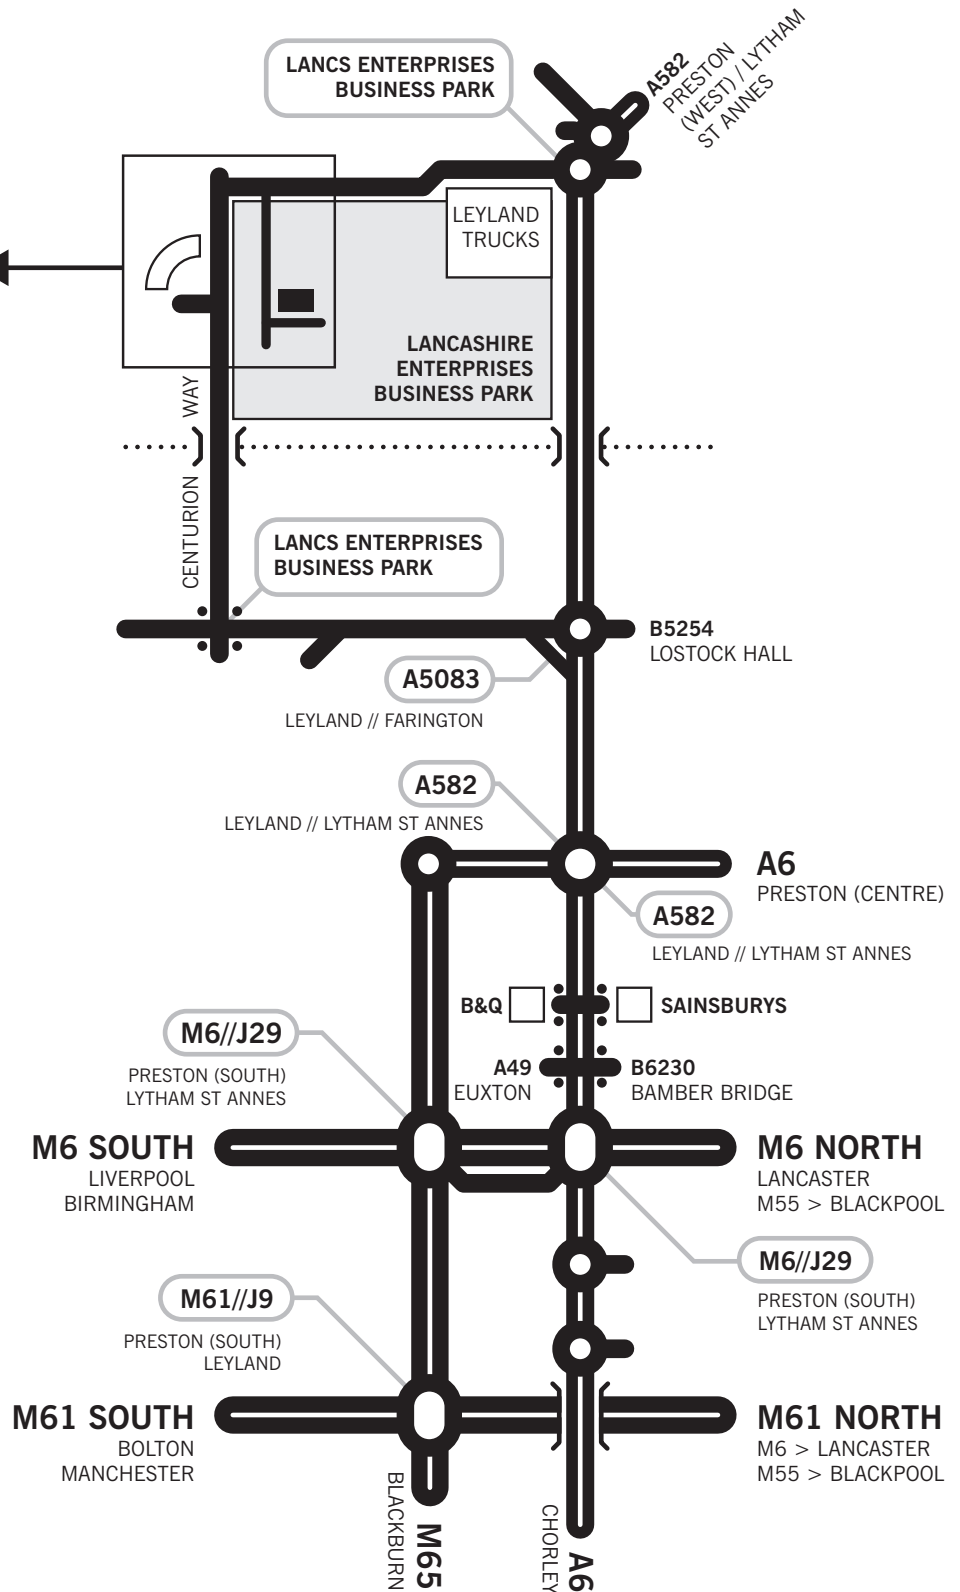 LANCS ENTERPRISES
BUSINESS PARK
A582
PRESTON
(WEST) / LYTHAM
ST ANNES
LEYLAND
TRUCKS
LANCASHIRE
ENTERPRISES
BUSINESS PARK
CENTURION WAY
LANCS ENTERPRISES
BUSINESS PARK
B5254
LOSTOCK HALL
A5083
LEYLAND // FARINGTON
A582
LEYLAND // LYTHAM ST ANNES
A6
PRESTON (CENTRE)
A582
LEYLAND // LYTHAM ST ANNES
B&Q
SAINSBURYS
A49
EUXTON
B6230
BAMBER BRIDGE
M6//J29
PRESTON (SOUTH)
LYTHAM ST ANNES
M6 SOUTH
LIVERPOOL
BIRMINGHAM
M6 NORTH
LANCASTER
M55 > BLACKPOOL
M6//J29
PRESTON (SOUTH)
LYTHAM ST ANNES
M61//J9
PRESTON (SOUTH)
LEYLAND
M61 SOUTH
BOLTON
MANCHESTER
M61 NORTH
M6 > LANCASTER
M55 > BLACKPOOL
BLACKBURN
M65
CHORLEY
A6